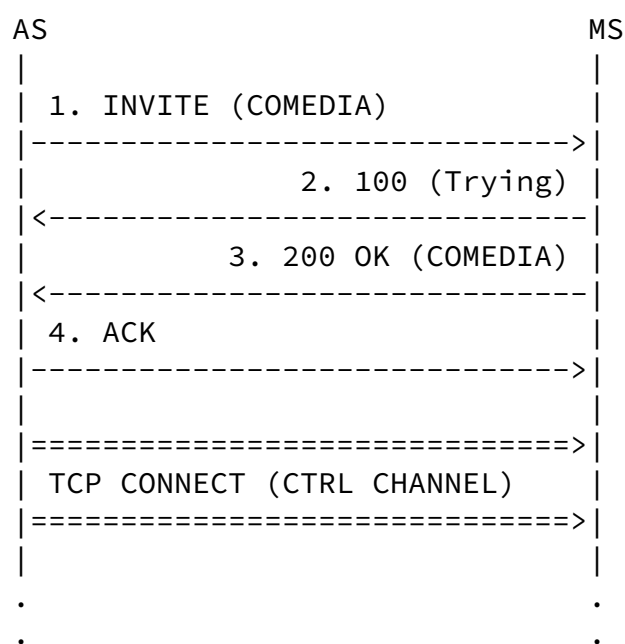 AS MS
1. INVITE (COMEDIA)
2. 100 (Trying)
3. 200 OK (COMEDIA)
4. ACK
TCP CONNECT (CTRL CHANNEL)